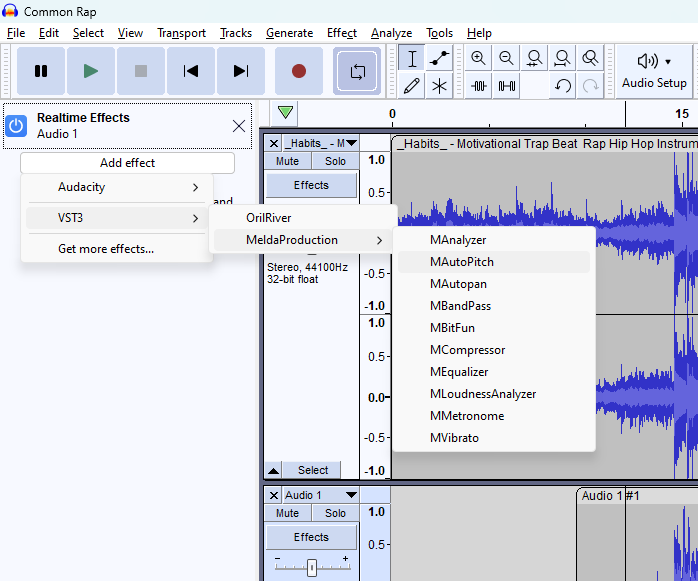 Common Rap
File Edit Select View Transport Tracks Generate Effect Analyze Tools Help
Audio Setup
Realtime Effects
Audio 1
Add effect
Audacity
VST3
Get more effects...
OrilRiver
MeldaProduction
MAnalyzer
MAutoPitch
MAutopan
MBandPass
MBitFun
MCompressor
MEqualizer
MLoudnessAnalyzer
MMetronome
MVibrato
0 15
_Habits_ - M
_Habits_ - Motivational Trap Beat Rap Hip Hop Instrum
Mute Solo
Effects
Stereo, 44100Hz
32-bit float
1.0
0.5
-0.5
-1.0
1.0
0.5
0.0
-0.5
-1.0
Select
Audio 1
Audio 1 #1
Mute Solo
Effects
- +
1.0
0.5